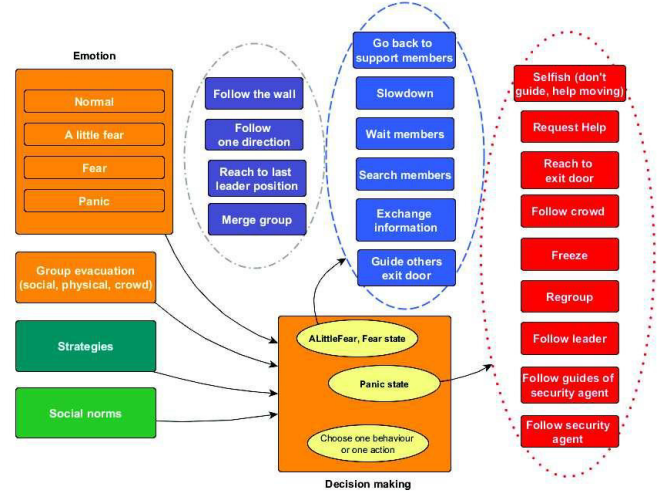 Emotion
Normal
A little fear
Fear
Panic
Group evacuation
(social, physical, crowd)
Strategies
Social norms
Follow the wall
Follow
one direction
Reach to last
leader position
Merge group
Go back to
support members
Slowdown
Wait members
Search members
Exchange
information
Guide others
exit door
Selfish (don't
guide, help moving)
Request Help
Reach to
exit door
Follow crowd
Freeze
Regroup
Follow leader
Follow guides of
security agent
Follow security
agent
ALittleFear, Fear state
Panic state
Choose one behaviour
or one action
Decision making